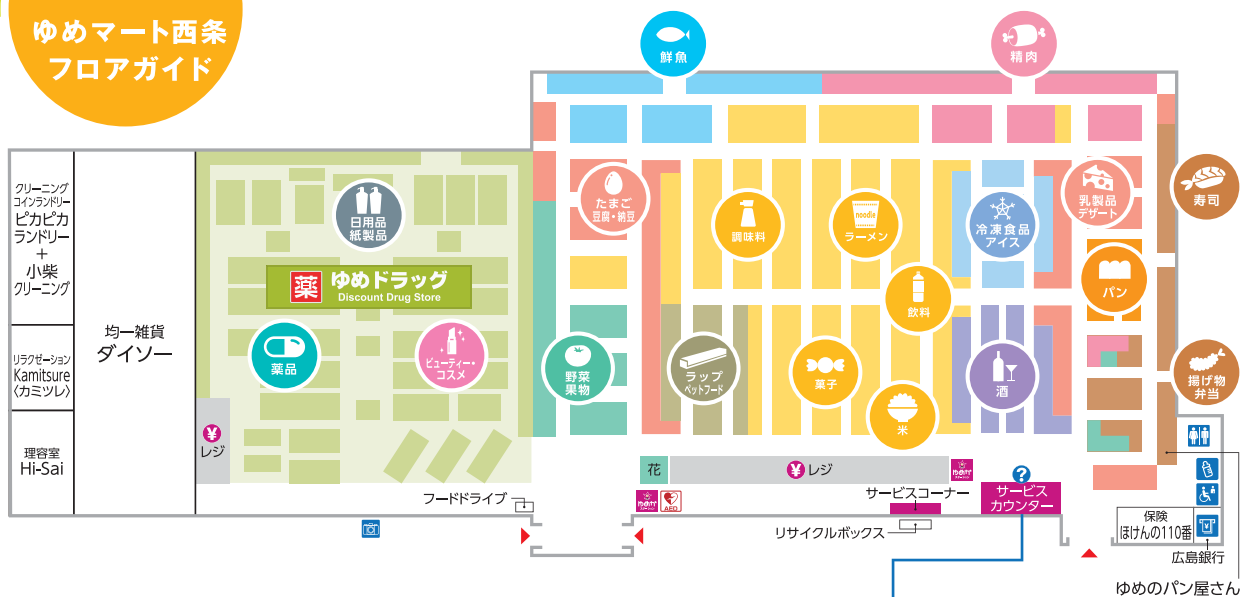 ゆめマート西条
フロアガイド
鮮魚
精肉
クリーニング
コインランドリー
ピカピカ
ランドリー
+
小柴
クリーニング
リラクゼーション
Kamitsure
〈カミツレ〉
理容室
Hi-Sai
均一雑貨
ダイソー
日用品
紙製品
薬
ゆめドラッグ
Discount Drug Store
薬品
ビューティー・
コスメ
¥
レジ
たまご
豆腐・納豆
調味料
noodle
ラーメン
冷凍食品
アイス
乳製品
デザート
寿司
パン
飲料
野菜
果物
ラップ
ペットフード
菓子
米
酒
揚げ物
弁当
花
¥ レジ
フードドライブ
AED
サービスコーナー
リサイクルボックス
?
サービス
カウンター
保険
ほけんの110番
¥
広島銀行
ゆめのパン屋さん